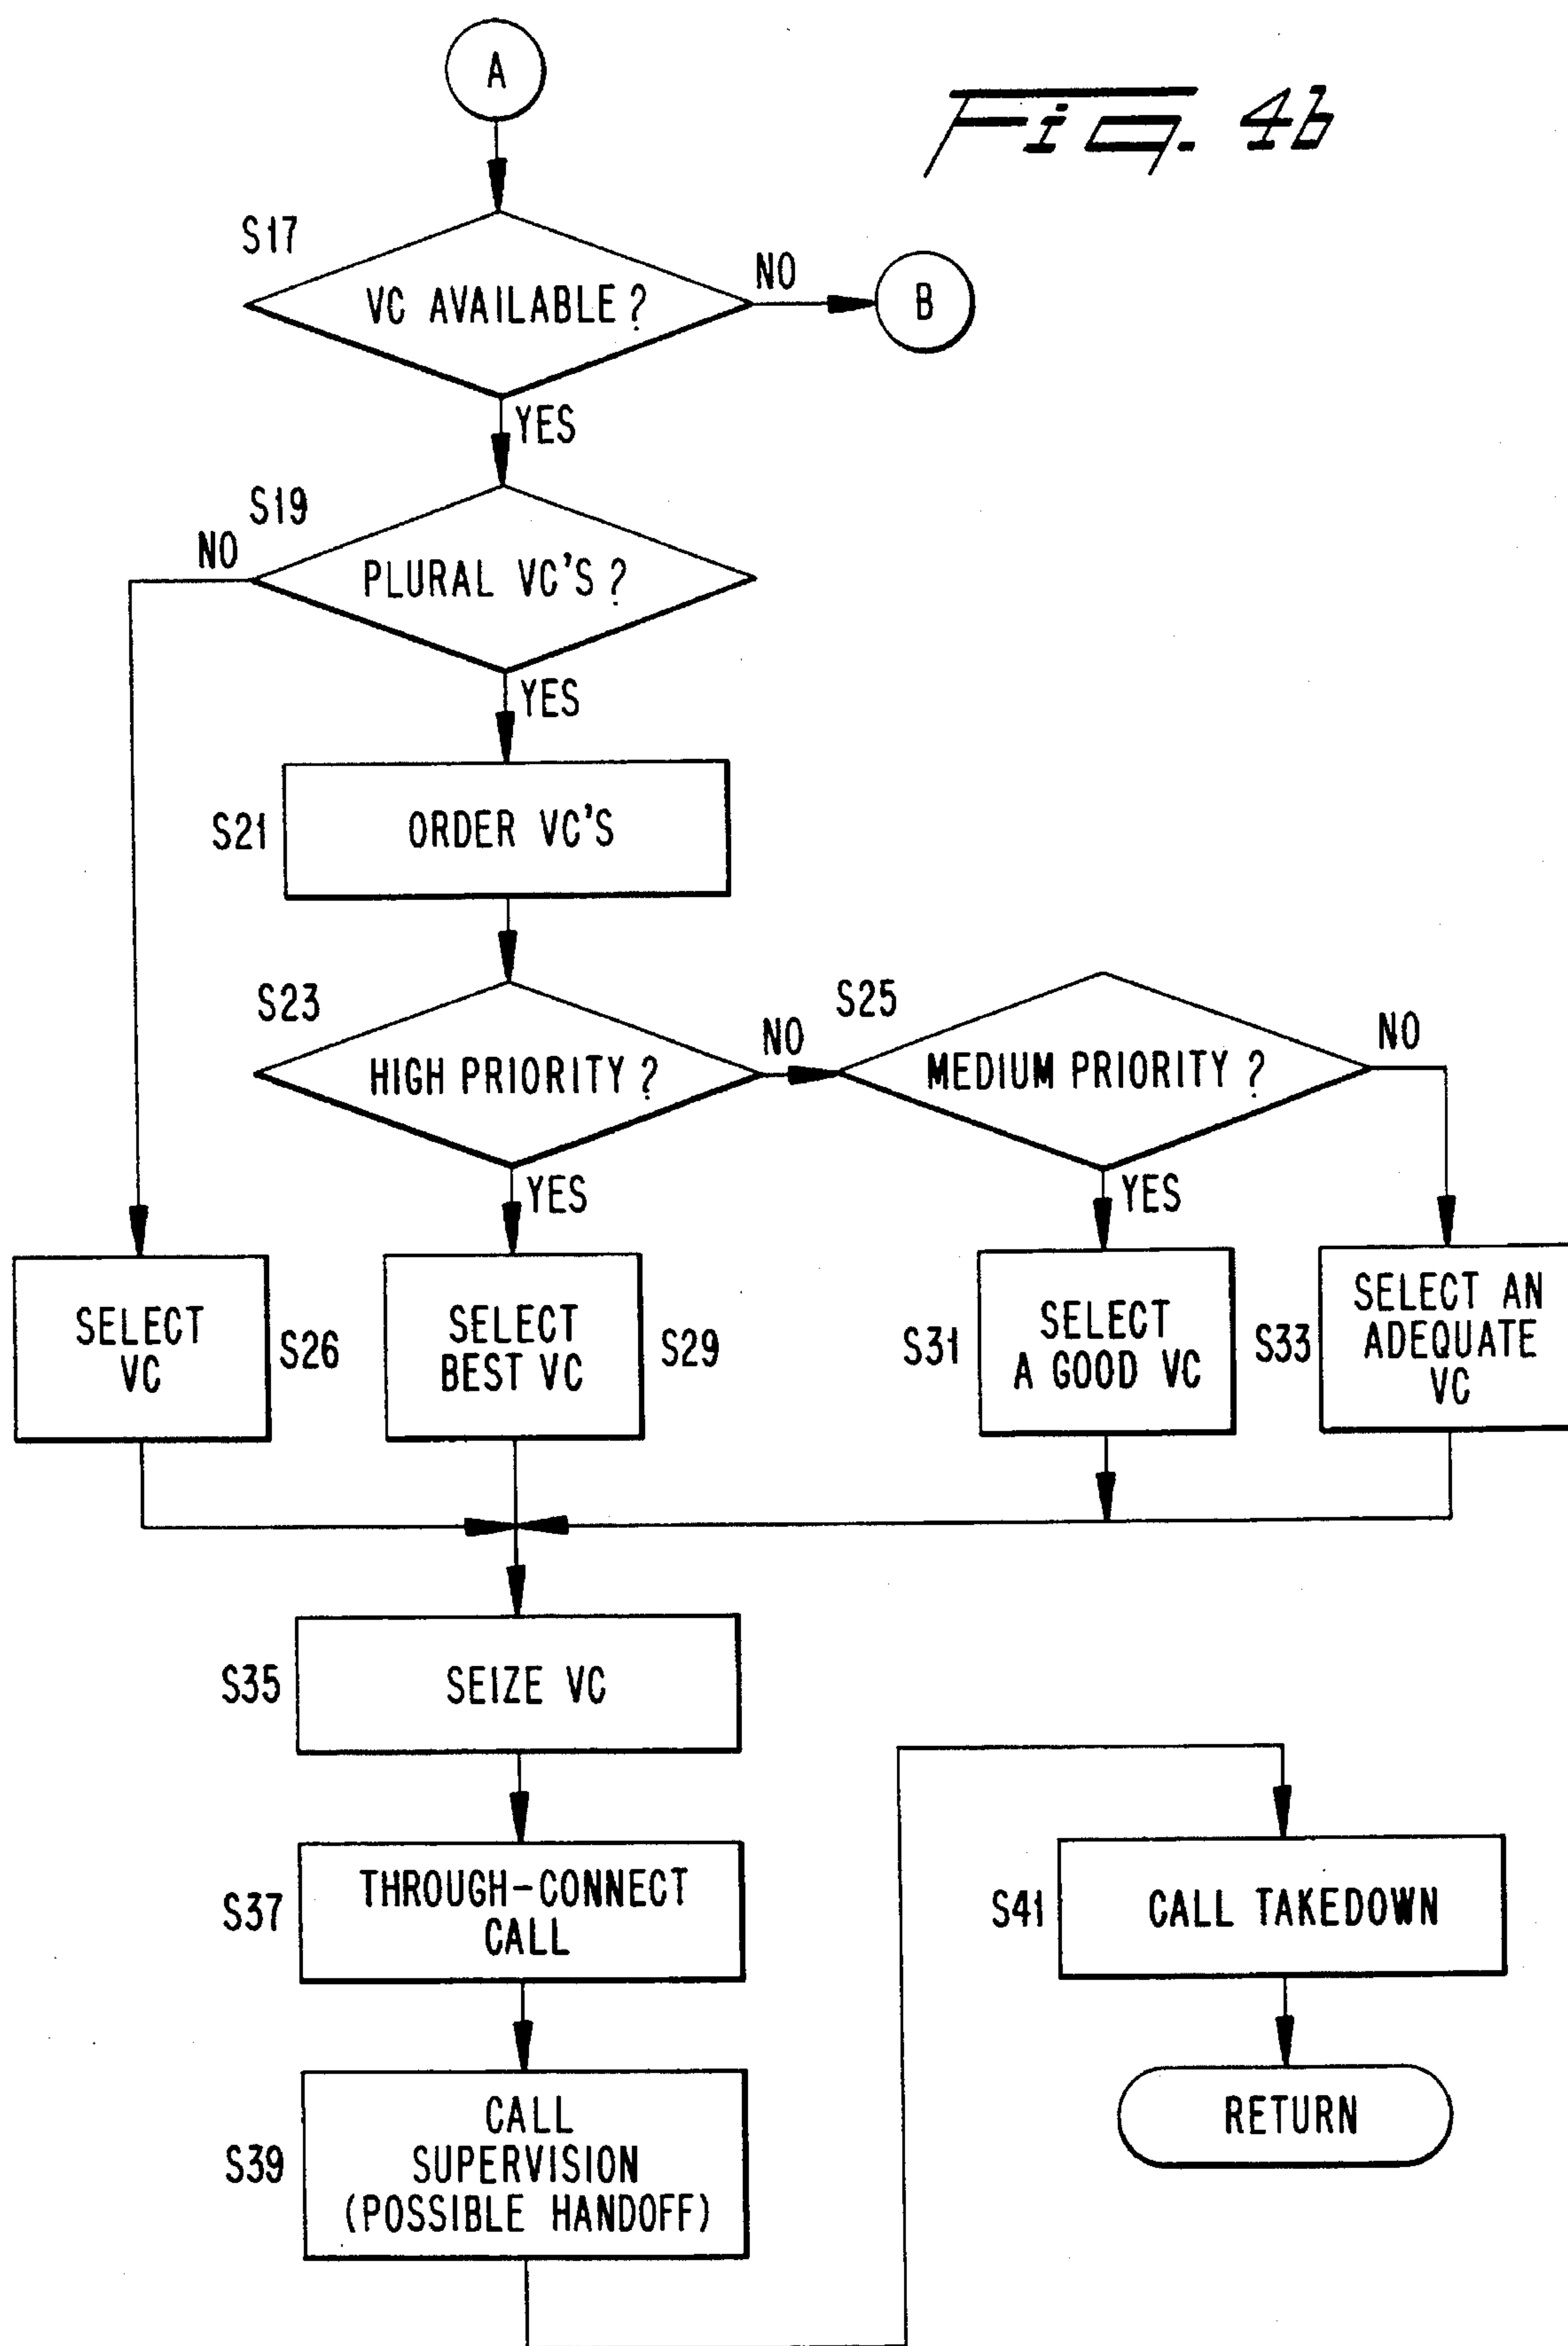 A
Fig. 4b
S17
VC AVAILABLE ?
NO
B
YES
S19
NO
PLURAL VC'S ?
YES
S21
ORDER VC'S
S23
HIGH PRIORITY ?
NO
S25
MEDIUM PRIORITY ?
NO
YES
YES
SELECT
VC
S26
SELECT
BEST VC
S29
S31
SELECT
A GOOD VC
S33
SELECT AN
ADEQUATE
VC
S35
SEIZE VC
S37
THROUGH-CONNECT
CALL
S41
CALL TAKEDOWN
S39
CALL
SUPERVISION
(POSSIBLE HANDOFF)
RETURN